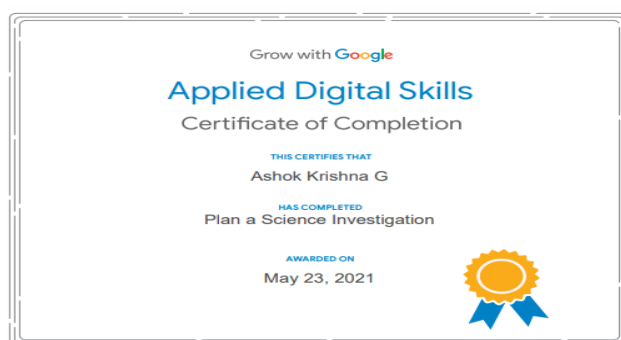 Grow with Google
Applied Digital Skills
Certificate of Completion
THIS CERTIFIES THAT
Ashok Krishna G
HAS COMPLETED
Plan a Science Investigation
AWARDED ON
May 23, 2021